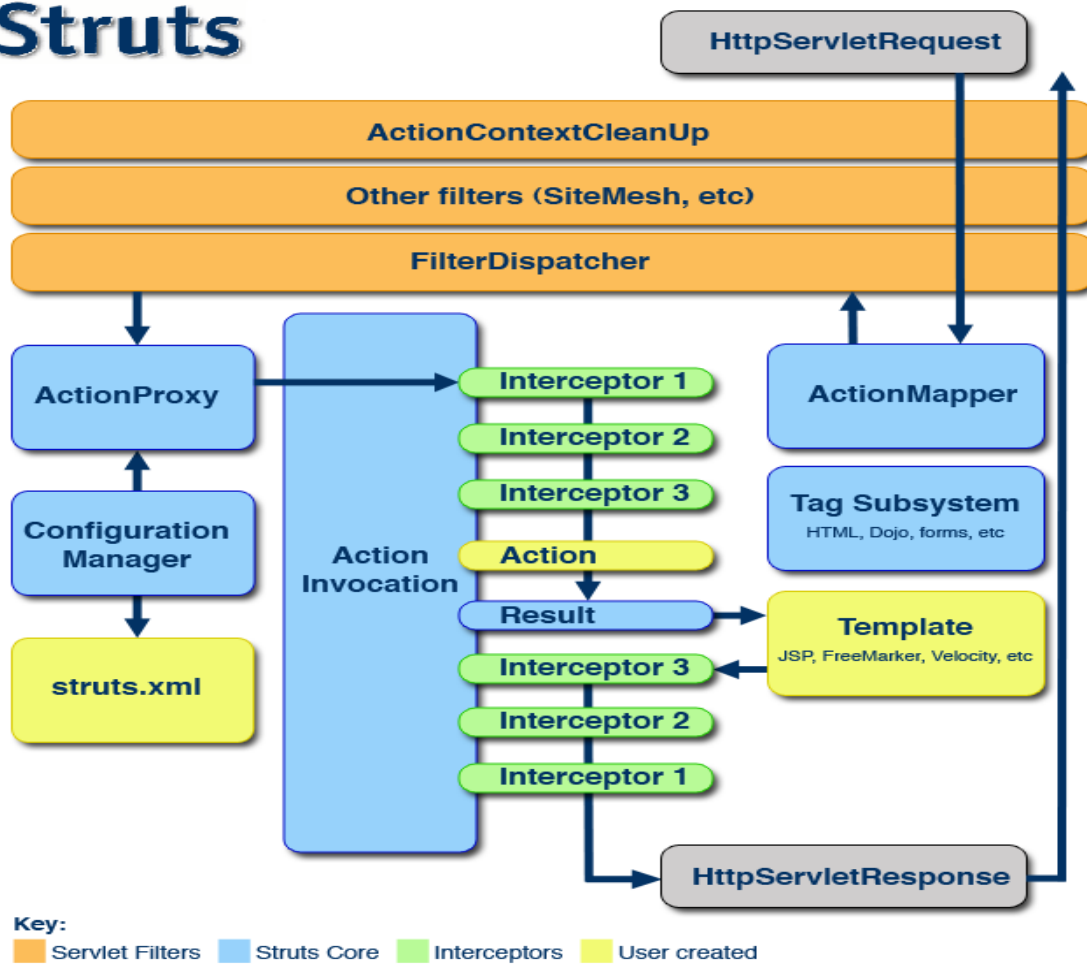 Struts
HttpServletRequest
ActionContextCleanUp
Other filters (SiteMesh, etc)
FilterDispatcher
ActionProxy
Interceptor 1
ActionMapper
Interceptor 2
Interceptor 3
Tag Subsystem
HTML, Dojo, forms, etc
Configuration
Manager
Action
Invocation
Action
Result
Template
JSP, FreeMarker, Velocity, etc
struts.xml
Interceptor 3
Interceptor 2
Interceptor 1
HttpServletResponse
Key:
Servlet Filters
Struts Core
Interceptors
User created